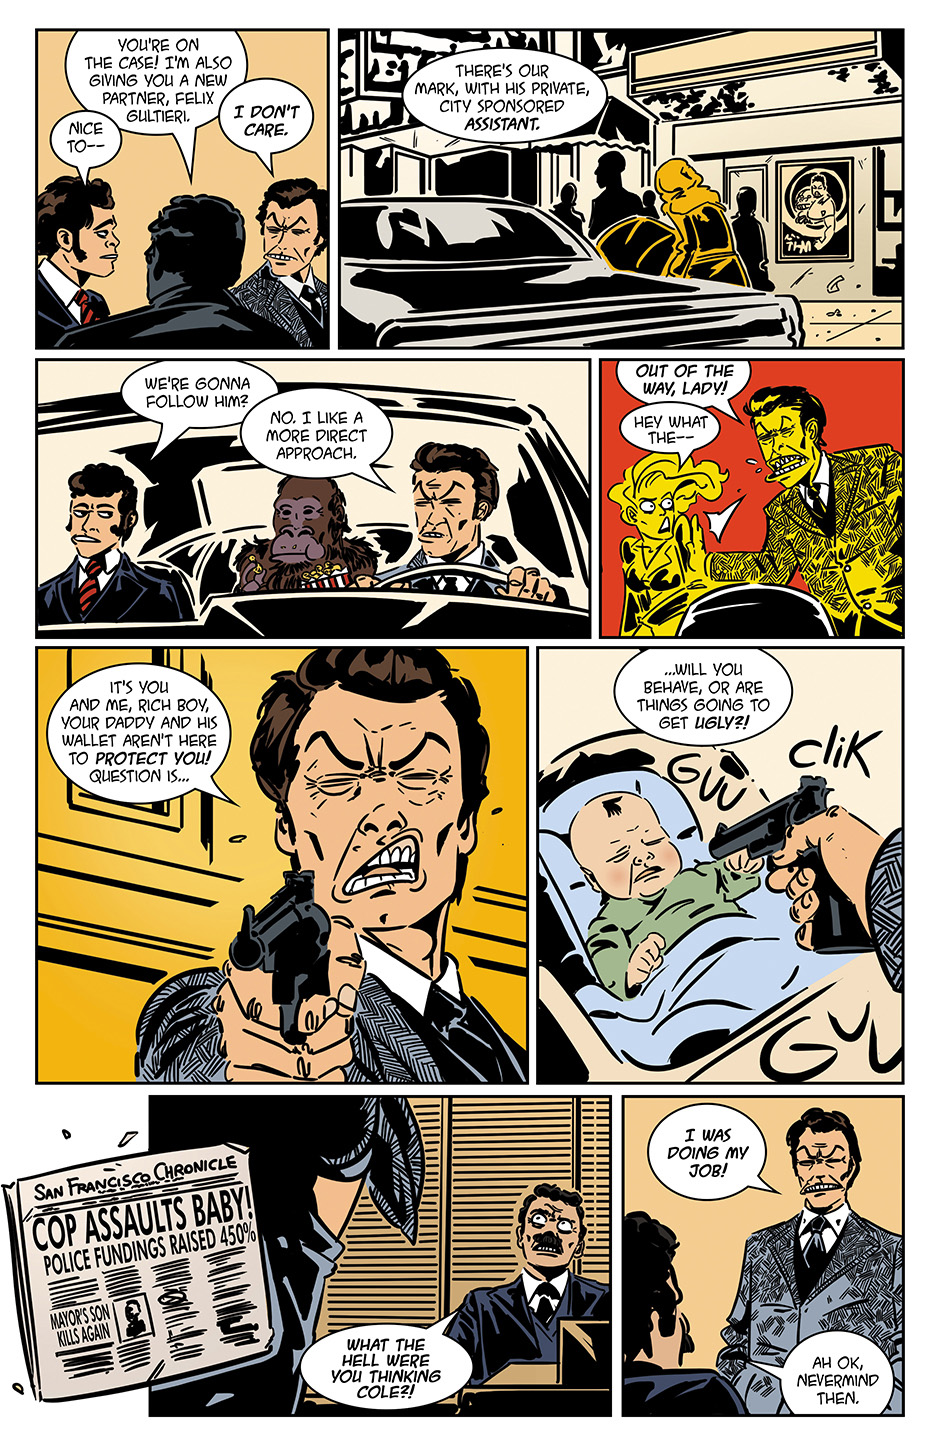 YOU'RE ON
THE CASE! I'M ALSO
GIVING YOU A NEW
PARTNER, FELIX
GULTIERI.
NICE
TO--
I DON'T
CARE.
THERE'S OUR
MARK, WITH HIS PRIVATE,
CITY SPONSORED
ASSISTANT.
WE'RE GONNA
FOLLOW HIM?
NO. I LIKE A
MORE DIRECT
APPROACH.
OUT OF THE
WAY, LADY!
HEY WHAT
THE--
IT'S YOU
AND ME, RICH BOY,
YOUR DADDY AND HIS
WALLET AREN'T HERE
TO PROTECT YOU!
QUESTION IS...
...WILL YOU
BEHAVE, OR ARE
THINGS GOING TO
GET UGLY?!
GUU
CliK
GUU
SAN FRANCISCO CHRONICLE
COP ASSAULTS BABY!
POLICE FUNDINGS RAISED 450%
MAYOR'S SON
KILLS AGAIN
WHAT THE
HELL WERE
YOU THINKING
COLE?!
I WAS
DOING MY
JOB!
AH OK,
NEVERMIND
THEN.